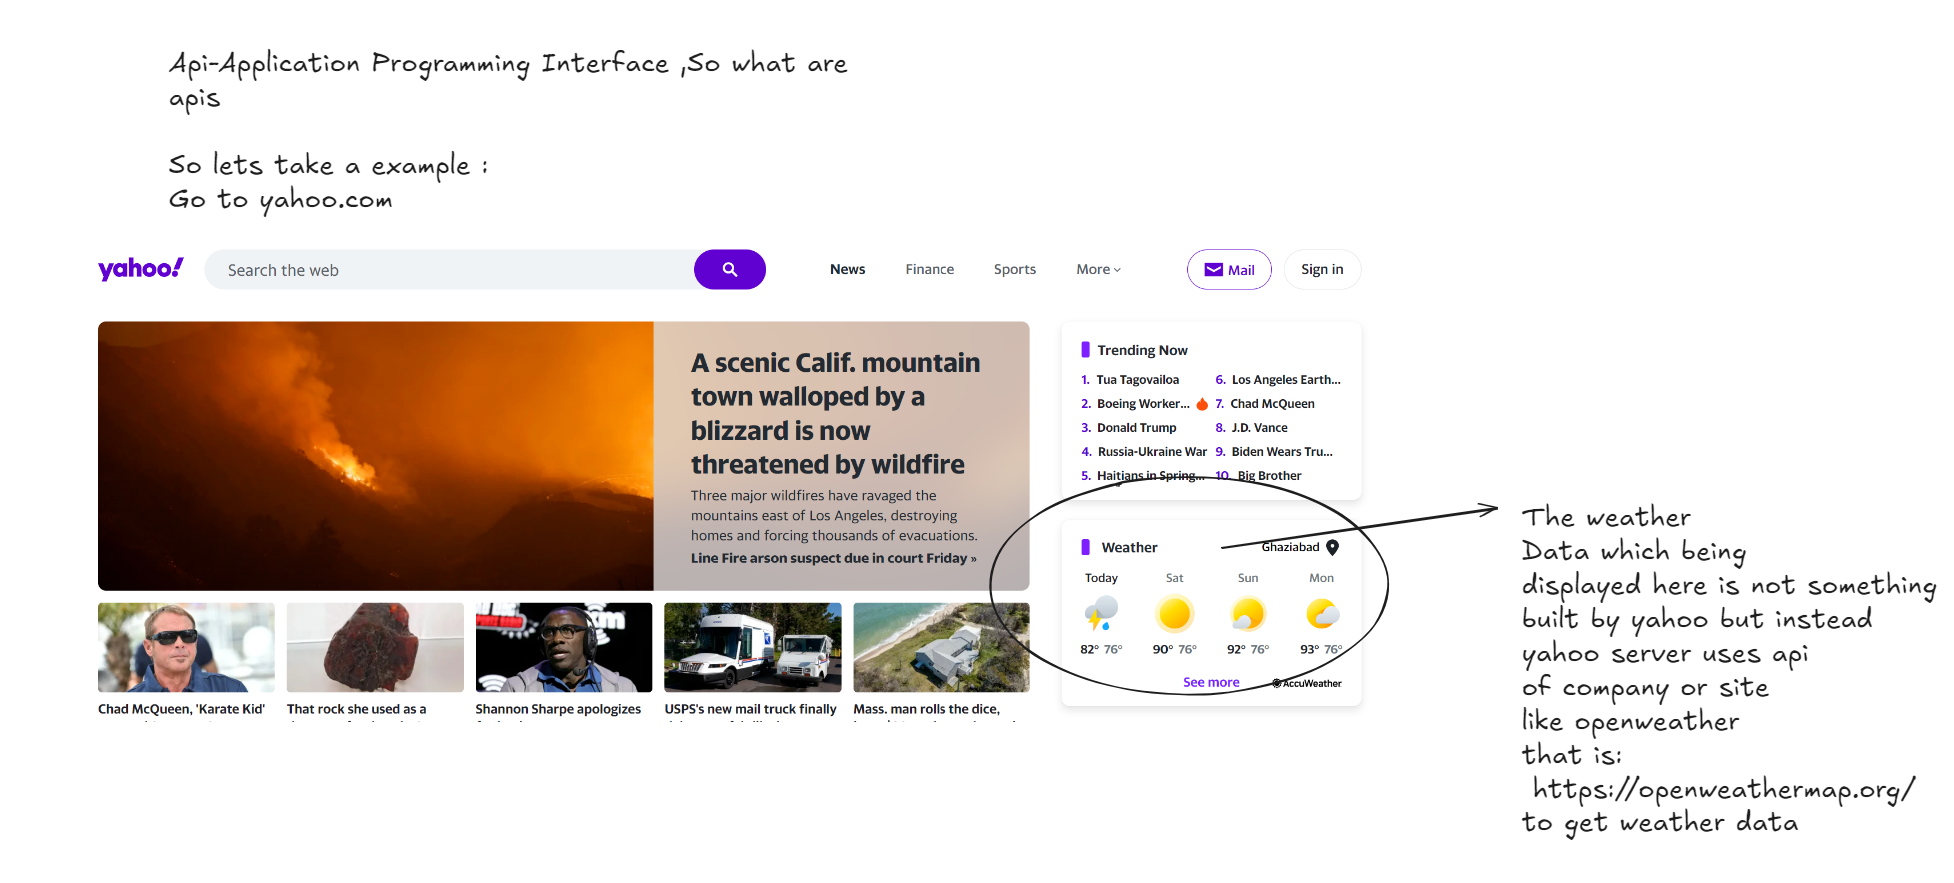 Api-Application Programming Interface ,So what are
apis
So lets take a example :
Go to yahoo.com
yahoo!
Search the web
News
Finance
Sports
More
Mail
Sign in
A scenic Calif. mountain
town walloped by a
blizzard is now
threatened by wildfire
Three major wildfires have ravaged the
mountains east of Los Angeles, destroying
homes and forcing thousands of evacuations.
Line Fire arson suspect due in court Friday »
Trending Now
1. Tua Tagovailoa
2. Boeing Worker...
3. Donald Trump
4. Russia-Ukraine War
5. Haitians in Spring...
6. Los Angeles Earth...
7. Chad McQueen
8. J.D. Vance
9. Biden Wears Tru...
10. Big Brother
Weather
Ghaziabad
Today Sat Sun Mon
82° 76° 90° 76° 92° 76° 93° 76°
See more
AccuWeather
Chad McQueen, 'Karate Kid'
That rock she used as a
Shannon Sharpe apologizes
USPS's new mail truck finally
Mass. man rolls the dice,
The weather
Data which being
displayed here is not something
built by yahoo but instead
yahoo server uses api
of company or site
like openweather
that is:
https://openweathermap.org/
to get weather data